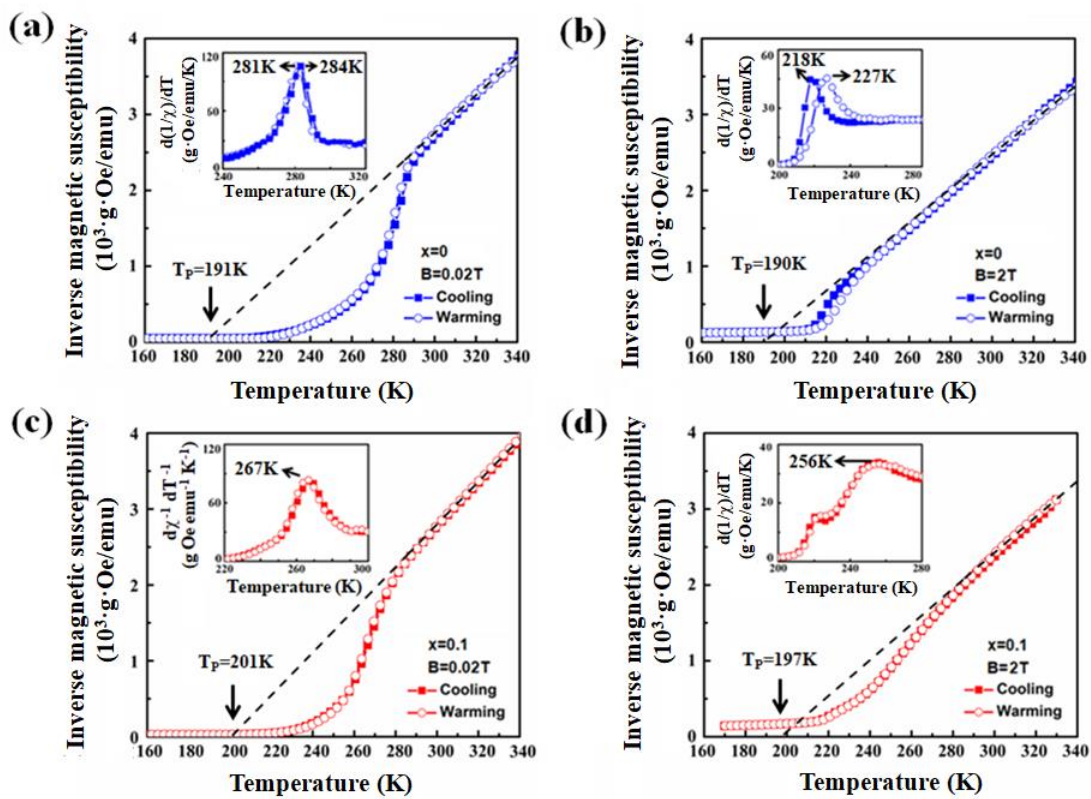 (a)
Inverse magnetic susceptibility
(10³·g·Oe/emu)
4
3
2
1
0
160 180 200 220 240 260 280 300 320 340
Temperature (K)
d(1/χ)/dT
(g·Oe/emu/K)
120
60
0
240 280 320
Temperature (K)
281K
284K
T_P=191K
x=0
B=0.02T
Cooling
Warming
(b)
Inverse magnetic susceptibility
(10³·g·Oe/emu)
4
3
2
1
0
160 180 200 220 240 260 280 300 320 340
Temperature (K)
d(1/χ)/dT
(g·Oe/emu/K)
60
30
0
200 220 240 260 280
Temperature (K)
218K
227K
T_P=190K
x=0
B=2T
Cooling
Warming
(c)
Inverse magnetic susceptibility
(10³·g·Oe/emu)
4
3
2
1
0
160 180 200 220 240 260 280 300 320 340
Temperature (K)
dχ⁻¹ dT⁻¹
(g Oe emu⁻¹ K⁻¹)
120
60
30
0
220 260 300
Temperature (K)
267K
T_P=201K
x=0.1
B=0.02T
Cooling
Warming
(d)
Inverse magnetic susceptibility
(10³·g·Oe/emu)
4
3
2
1
0
160 180 200 220 240 260 280 300 320 340
Temperature (K)
d(1/χ)/dT
(g·Oe/emu/K)
40
20
0
200 240 280
Temperature (K)
256K
T_P=197K
x=0.1
B=2T
Cooling
Warming